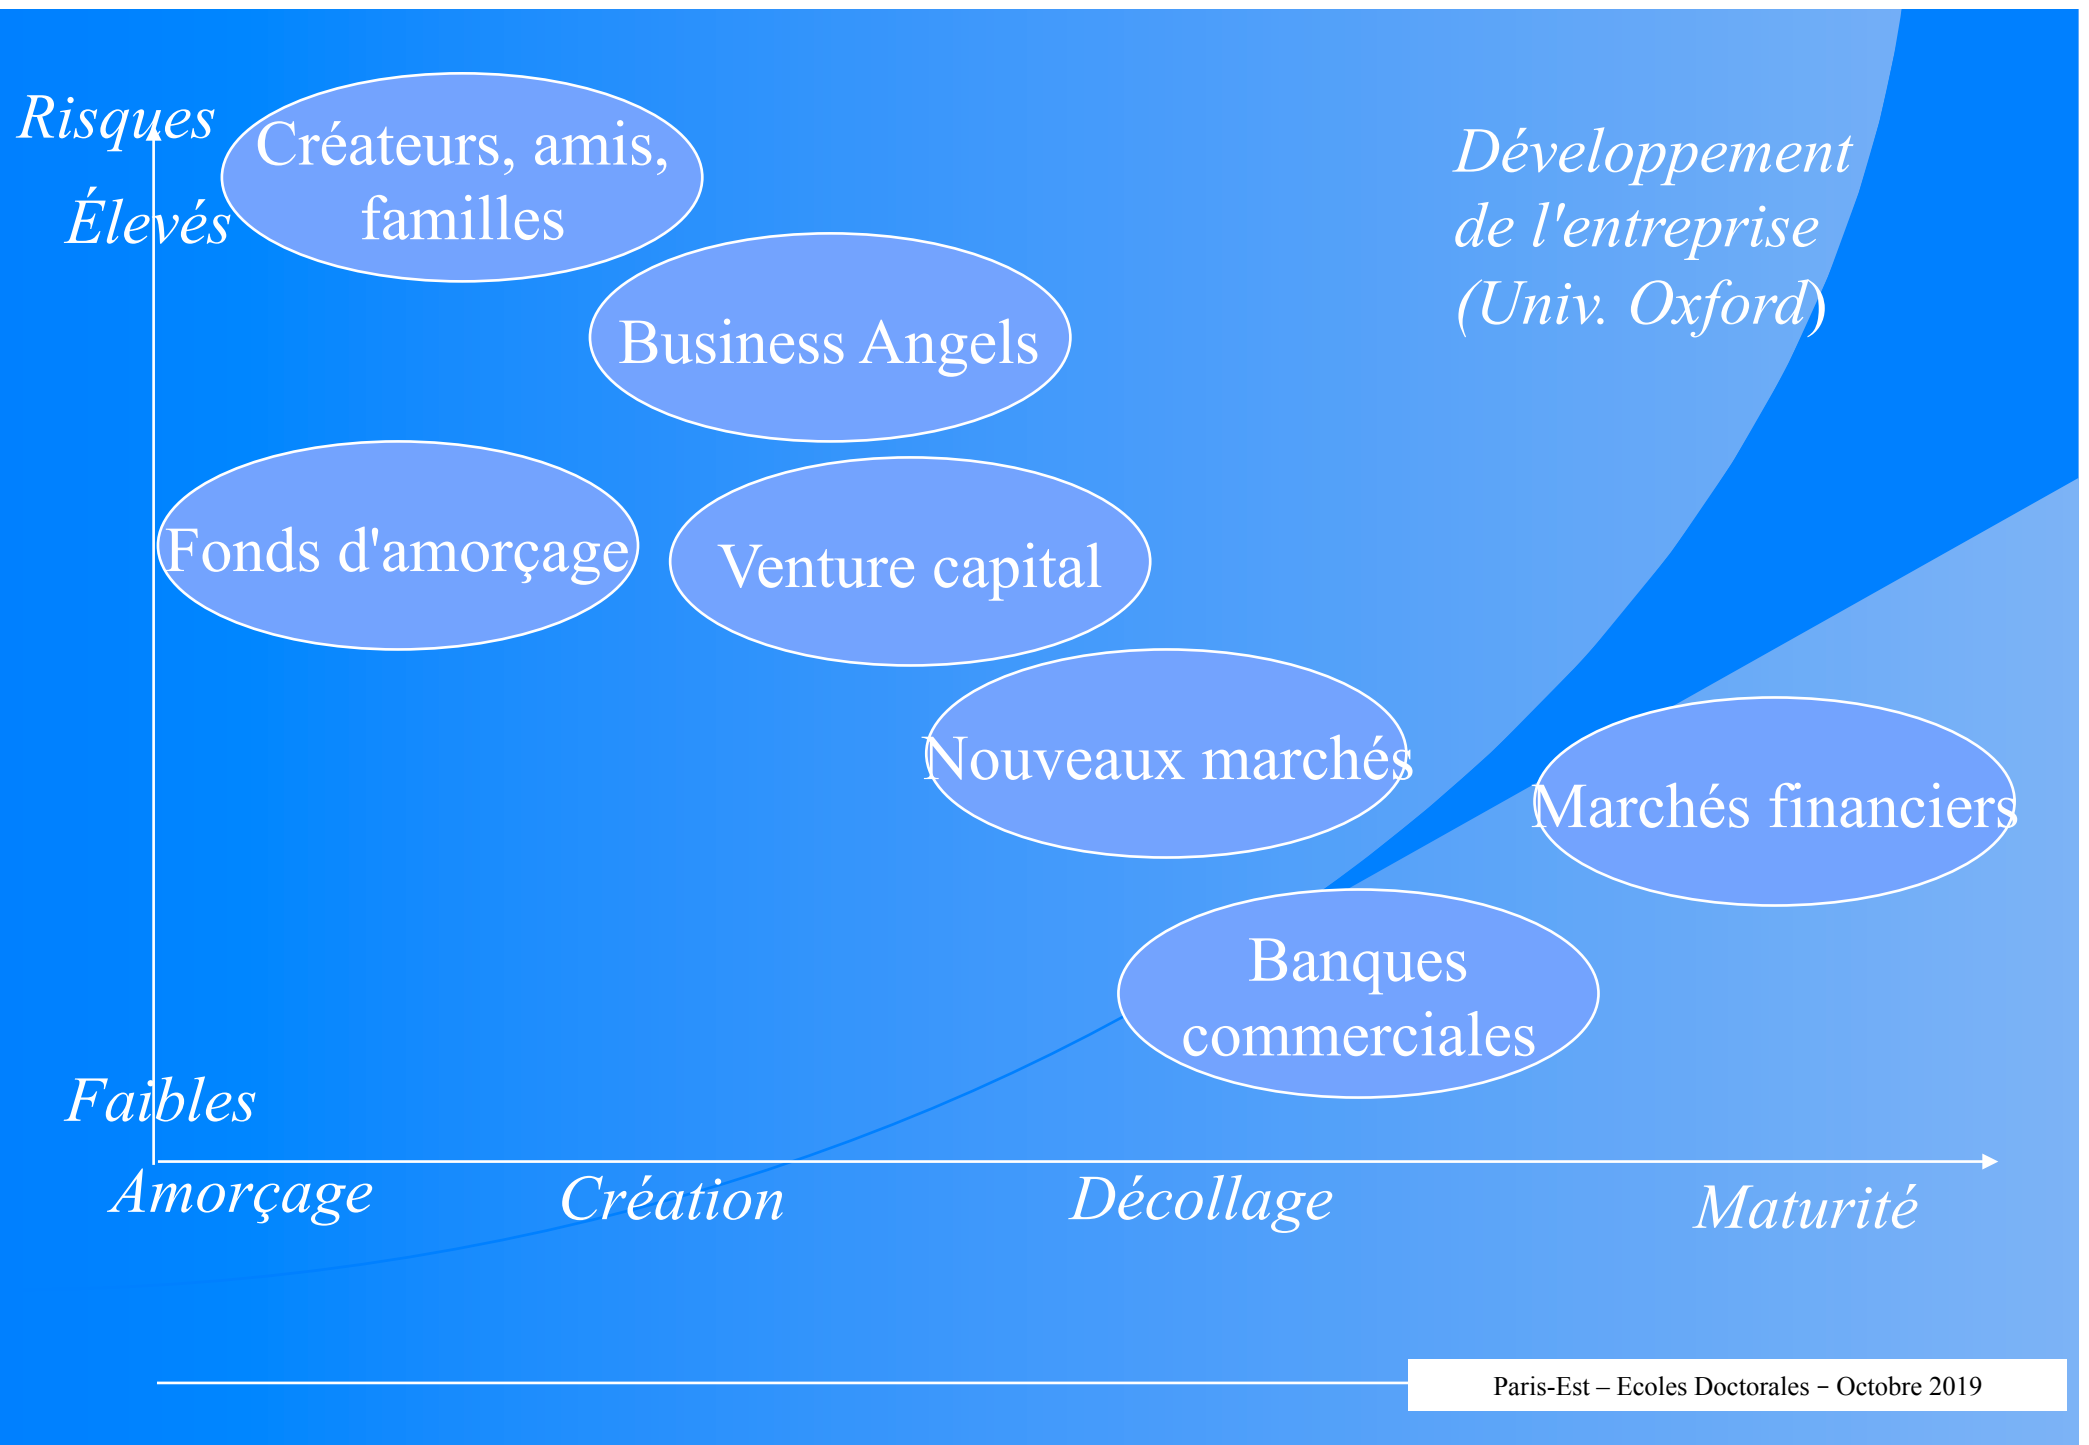 Risques
Élevés
Créateurs, amis,
familles
Développement
de l'entreprise
(Univ. Oxford)
Business Angels
Fonds d'amorçage
Venture capital
Nouveaux marchés
Marchés financiers
Banques
commerciales
Faibles
Amorçage
Création
Décollage
Maturité
Paris-Est – Ecoles Doctorales – Octobre 2019